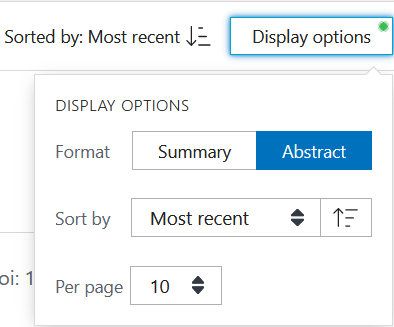 Sorted by: Most recent
Display options
DISPLAY OPTIONS
Format Summary Abstract
Sort by Most recent
oi: 1
Per page 10